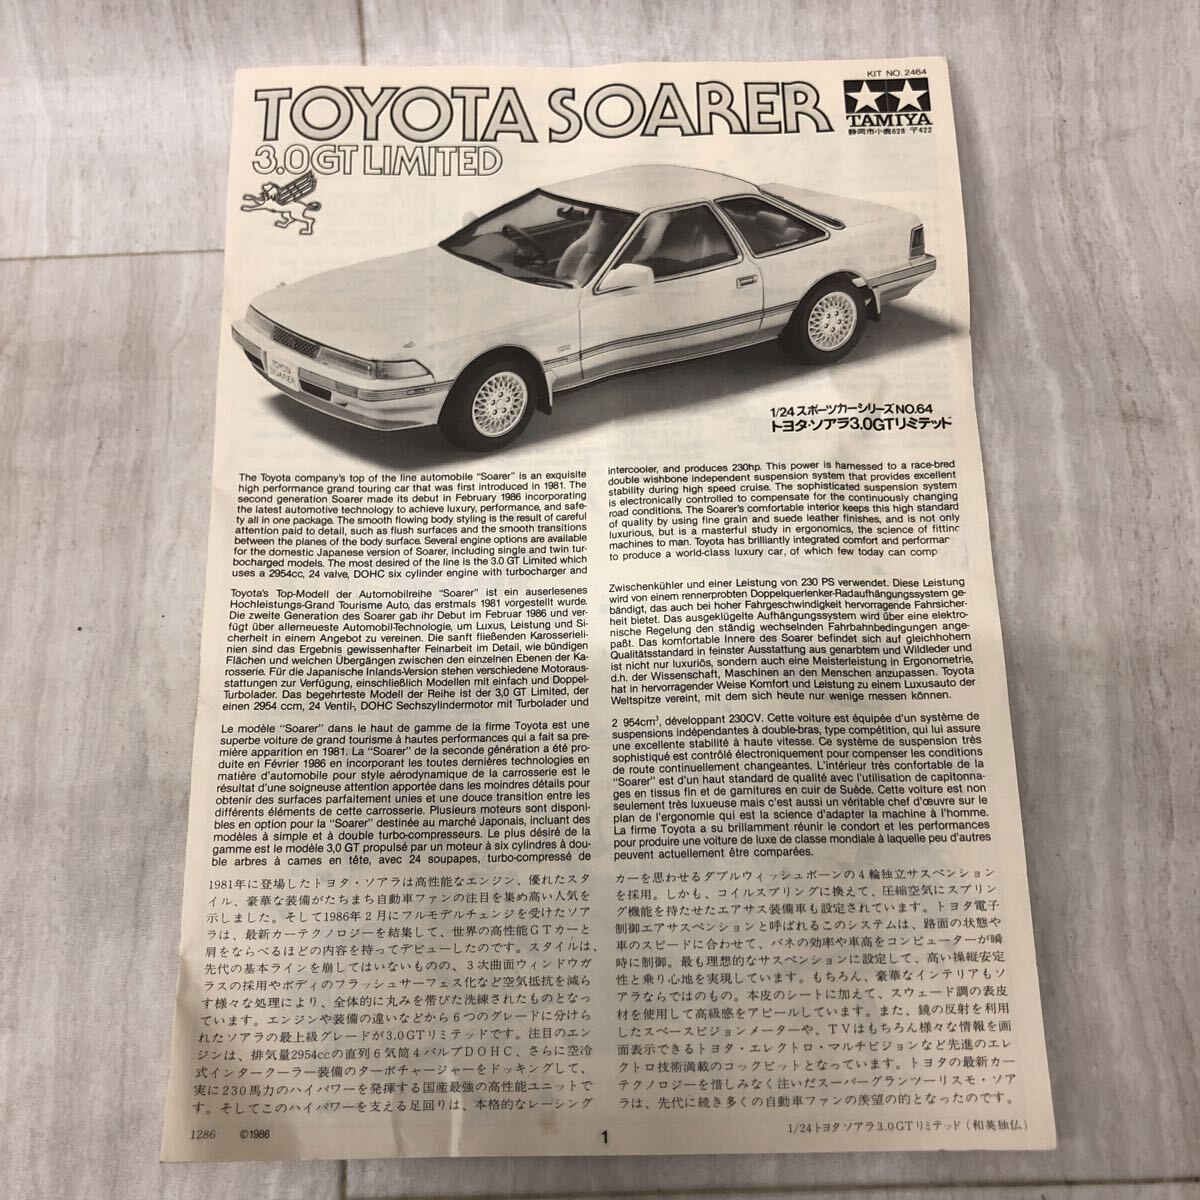 KIT NO. 2464
TOYOTA SOARER
3.0GT LIMITED
TAMIYA
静岡市小鹿628 〒422
TOYOTA
SOARER
1/24 スポーツカーシリーズNO.64
トヨタ・ソアラ3.0GTリミテッド
The Toyota company's top of the line automobile "Soarer" is an exquisite
high performance grand touring car that was first introduced in 1981. The
second generation Soarer made its debut in February 1986 incorporating
the latest automotive technology to achieve luxury, performance, and safe-
ty all in one package. The smooth flowing body styling is the result of careful
attention paid to detail, such as flush surfaces and the smooth transitions
between the planes of the body surface. Several engine options are available
for the domestic Japanese version of Soarer, including single and twin tur-
bocharged models. The most desired of the line is the 3.0 GT Limited which
uses a 2954cc, 24 valve, DOHC six cylinder engine with turbocharger and
intercooler, and produces 230hp. This power is harnessed to a race-bred
double wishbone independent suspension system that provides excellent
stability during high speed cruise. The sophisticated suspension system
is electronically controlled to compensate for the continuously changing
road conditions. The Soarer's comfortable interior keeps this high standard
of quality by using fine grain and suede leather finishes, and is not only
luxurious, but is a masterful study in ergonomics, the science of fittinc
machines to man. Toyota has brilliantly integrated comfort and performar
to produce a world-class luxury car, of which few today can comp
Toyota's Top-Modell der Automobilreihe "Soarer" ist ein auserlesenes
Hochleistungs-Grand Tourisme Auto, das erstmals 1981 vorgestellt wurde.
Die zweite Generation des Soarer gab ihr Debut im Februar 1986 und ver-
fügt über allerneueste Automobil-Technologie, um Luxus, Leistung und Si-
cherheit in einem Angebot zu vereinen. Die sanft fließenden Karosserieli-
nien sind das Ergebnis gewissenhafter Feinarbeit im Detail, wie bündigen
Flächen und weichen Übergängen zwischen den einzelnen Ebenen der Ka-
rosserie. Für die Japanische Inlands-Version stehen verschiedene Motoraus-
stattungen zur Verfügung, einschließlich Modellen mit einfach und Doppel-
Turbolader. Das begehrteste Modell der Reihe ist der 3,0 GT Limited, der
einen 2954 ccm, 24 Ventil-, DOHC Sechszylindermotor mit Turbolader und
Zwischenkühler und einer Leistung von 230 PS verwendet. Diese Leistung
wird von einem rennerprobten Doppelquerlenker-Radaufhängungssystem ge-
bändigt, das auch bei hoher Fahrgeschwindigkeit hervorragende Fahrsicher-
heit bietet. Das ausgeklügelte Aufhängungssystem wird über eine elektro-
nische Regelung den ständig wechselnden Fahrbahnbedingungen ange-
paßt. Das komfortable Innere des Soarer befindet sich auf gleichhohem
Qualitätsstandard in feinster Ausstattung aus genarbtem und Wildleder und
ist nicht nur luxuriös, sondern auch eine Meisterleistung in Ergonometrie,
d.h. der Wissenschaft, Maschinen an den Menschen anzupassen. Toyota
hat in hervorragender Weise Komfort und Leistung zu einem Luxusauto der
Weltspitze vereint, mit dem sich heute nur wenige messen können.
Le modèle "Soarer" dans le haut de gamme de la firme Toyota est une
superbe voiture de grand tourisme à hautes performances qui a fait sa pre-
mière apparition en 1981. La "Soarer" de la seconde génération a été pro-
duite en Février 1986 en incorporant les toutes dernières technologies en
matière d'automobile pour style aérodynamique de la carrosserie est le
résultat d'une soigneuse attention apportée dans les moindres détails pour
obtenir des surfaces parfaitement unies et une douce transition entre les
différents éléments de cette carrosserie. Plusieurs moteurs sont disponi-
bles en option pour la "Soarer" destinée au marché Japonais, incluant des
modèles à simple et à double turbo-compresseurs. Le plus désiré de la
gamme est le modèle 3,0 GT propulsé par un moteur à six cylindres à dou-
ble arbres à cames en tête, avec 24 soupapes, turbo-compressé de
2 954cm³, développant 230CV. Cette voiture est équipée d'un système de
suspensions indépendantes à double-bras, type compétition, qui lui assure
une excellente stabilité à haute vitesse. Ce système de suspension très
sophistiqué est contrôlé électroniquement pour compenser les conditions
de route continuellement changeantes. L'intérieur très confortable de la
"Soarer" est d'un haut standard de qualité avec l'utilisation de capitonna-
ges en tissus fin et de garnitures en cuir de Suède. Cette voiture est non
seulement très luxueuse mais c'est aussi un véritable chef d'œuvre sur le
plan de l'ergonomie qui est la science d'adapter la machine à l'homme.
La firme Toyota a su brillamment réunir le condort et les performances
pour produire une voiture de luxe de classe mondiale à laquelle peu d'autres
peuvent actuellement être comparées.
1981年に登場したトヨタ・ソアラは高性能なエンジン、優れたスタ
イル、豪華な装備がたちまち自動車ファンの注目を集め高い人気を
示しました。そして1986年2月にフルモデルチェンジを受けたソア
ラは、最新カーテクノロジーを結集して、世界の高性能GTカーと
肩をならべるほどの内容を持ってデビューしたのです。スタイルは、
先代の基本ラインを崩してはいないものの、3次曲面ウィンドウガ
ラスの採用やボディのフラッシュサーフェス化など空気抵抗を減ら
す様々な処理により、全体的に丸みを帯びた洗練されたものとなっ
ています。エンジンや装備の違いなどから6つのグレードに分けら
れたソアラの最上級グレードが3.0GTリミテッドです。注目のエン
ジンは、排気量2954ccの直列6気筒4バルブDOHC、さらに空冷
式インタークーラー装備のターボチャージャーをドッキングして、
実に230馬力のハイパワーを発揮する国産最強の高性能ユニットで
す。そしてこのハイパワーを支える足回りは、本格的なレーシング
カーを思わせるダブルウィッシュボーンの4輪独立サスペンション
を採用。しかも、コイルスプリングに換えて、圧縮空気にスプリン
グ機能を持たせたエアサス装備車も設定されています。トヨタ電子
制御エアサスペンションと呼ばれるこのシステムは、路面の状態や
車のスピードに合わせて、バネの効率や車高をコンピューターが瞬
時に制御。最も理想的なサスペンションに設定して、高い操縦安定
性と乗り心地を実現しています。もちろん、豪華なインテリアもソ
アラならではのもの。本皮のシートに加えて、スウェード調の表皮
材を使用して高級感をアピールしています。また、鏡の反射を利用
したスペースビジョンメーターや、TVはもちろん様々な情報を画
面表示できるトヨタ・エレクトロ・マルチビジョンなど先進のエレ
クトロ技術満載のコックピットとなっています。トヨタの最新カー
テクノロジーを惜しみなく注いだスーパーグランツーリスモ・ソア
ラは、先代に続き多くの自動車ファンの羨望の的となったのです。
1286 ©1986
1
1/24トヨタソアラ3.0GTリミテッド（和英独仏）